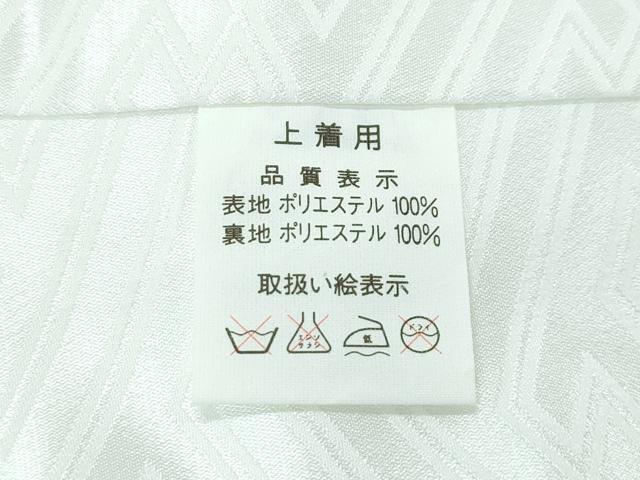 上着用
品質表示
表地 ポリエステル 100%
裏地 ポリエステル 100%
取扱い絵表示
エンソ
サラシ
低
ドライ